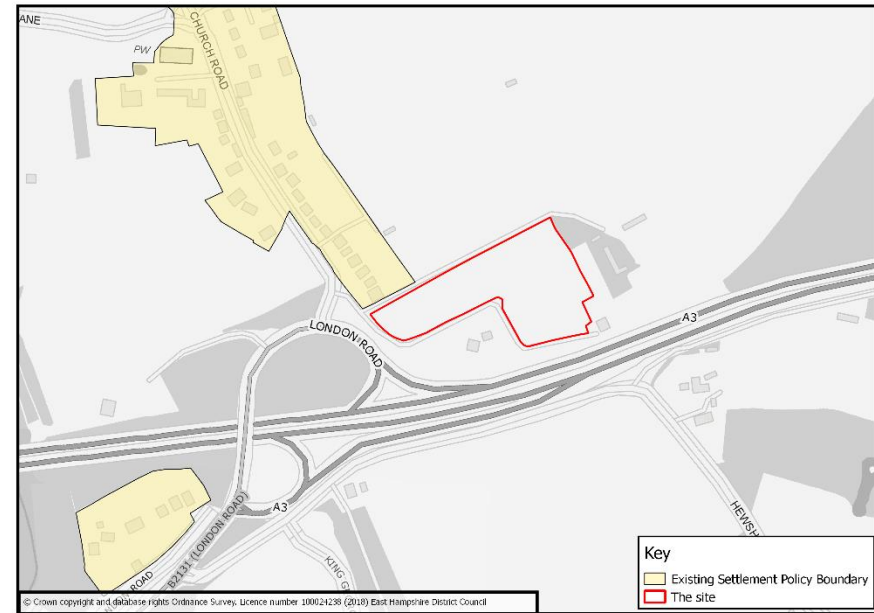 ANE
PW
CHURCH ROAD
LONDON ROAD
A3
A3
B2131 (LONDON ROAD)
ROAD
HEWSH
Key
Existing Settlement Policy Boundary
The site
© Crown copyright and database rights Ordnance Survey. Licence number 100024238 (2018) East Hampshire District Council